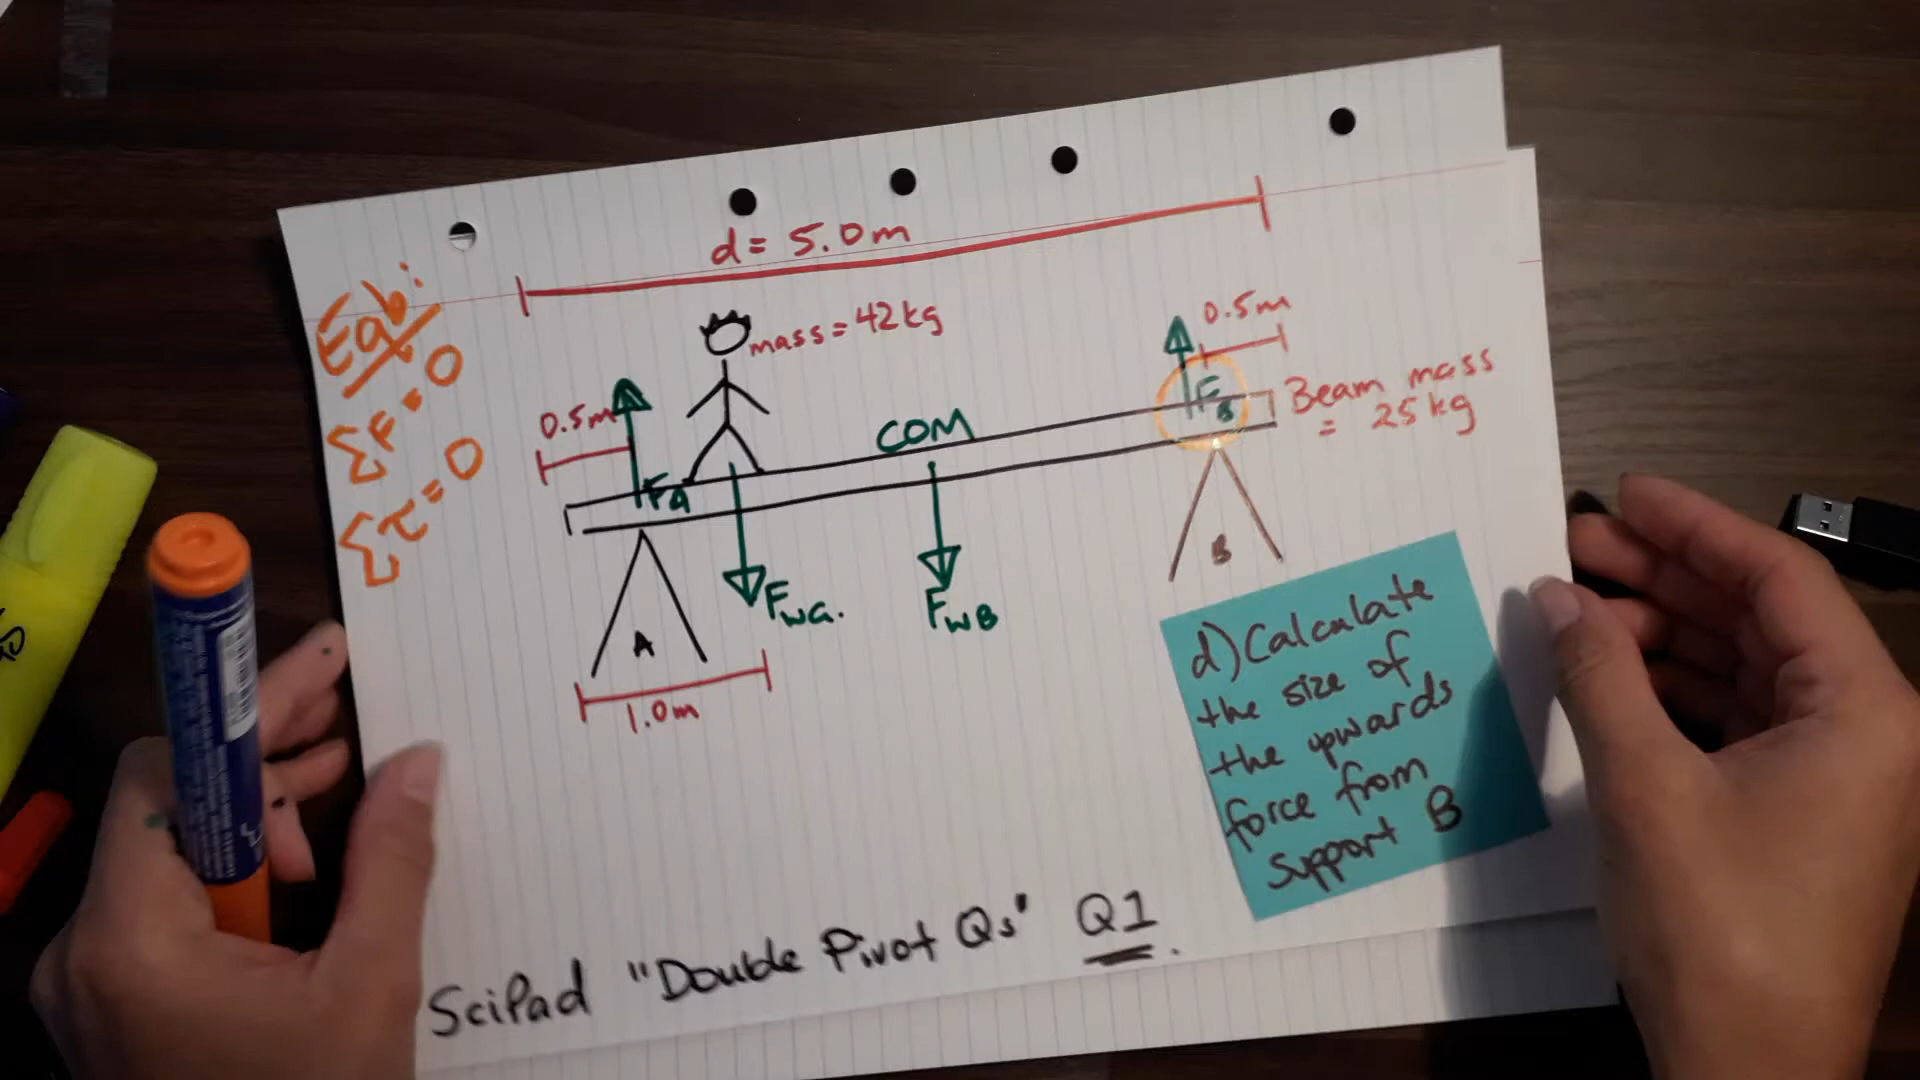 d = 5.0m
Eqb:
ΣF = 0
Στ = 0
mass = 42kg
0.5m
0.5m
FA
COM
FB
Beam mass
= 25kg
FWG.
FWB
A
B
1.0m
d) Calculate
the size of
the upwards
force from
support B
SciPad "Double Pivot Qs" Q1.